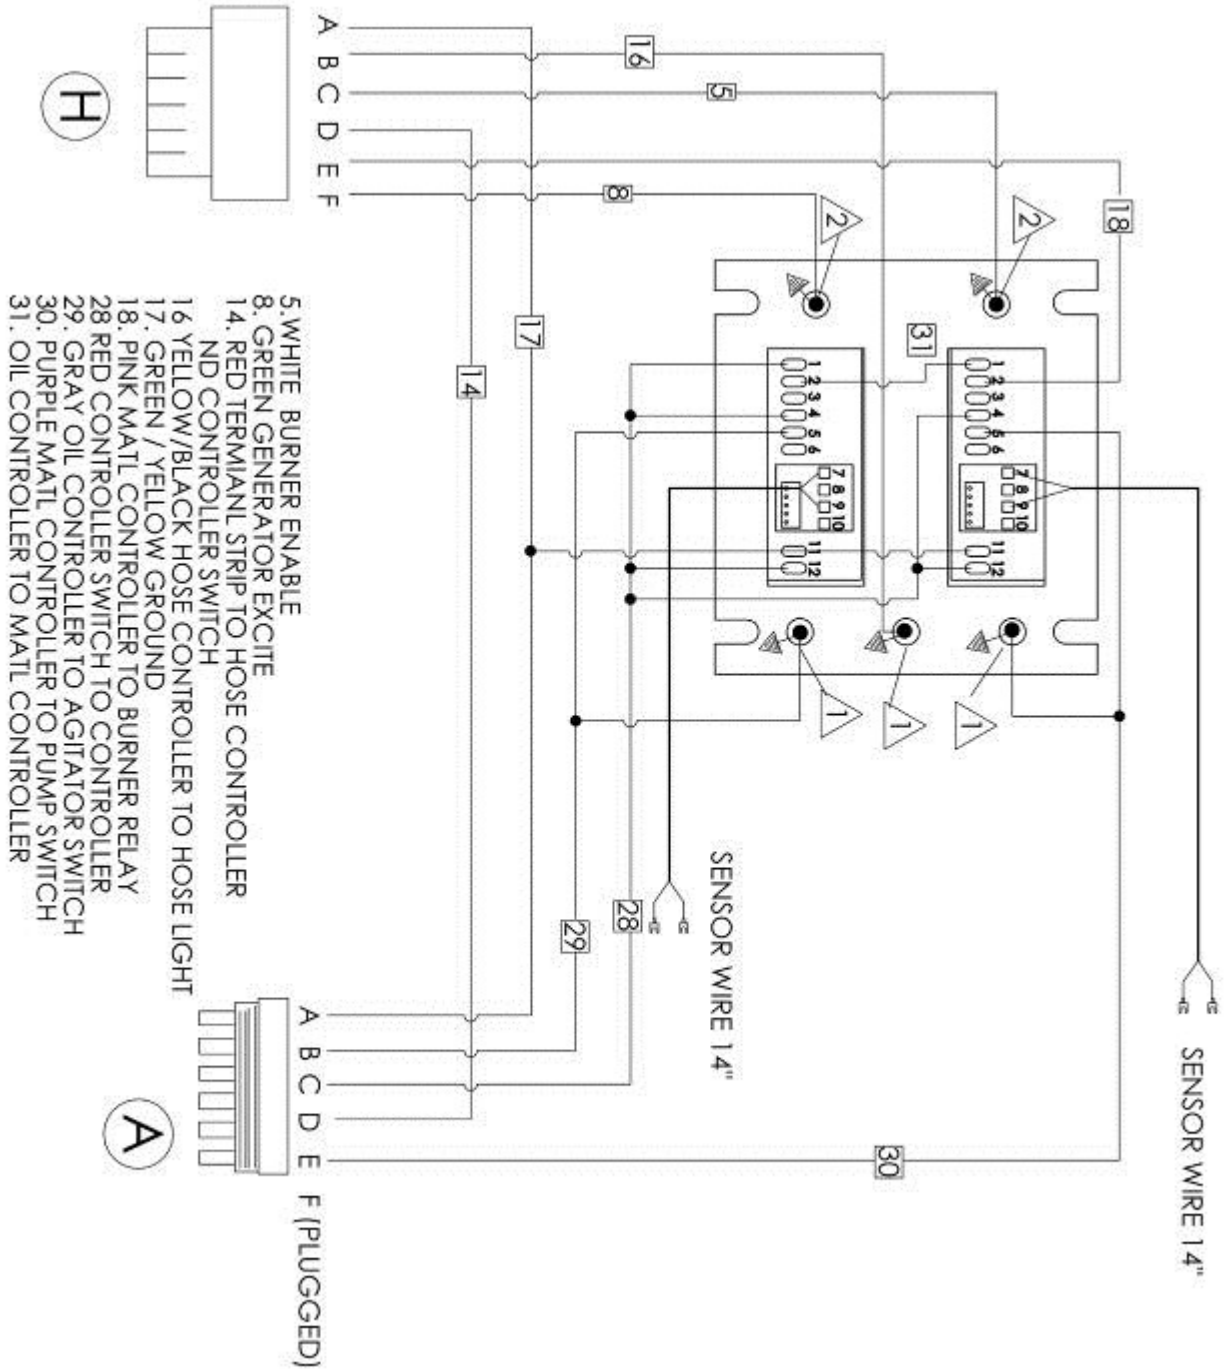 H
A
B
C
D
E
F
16
5
8
18
2
2
17
14
31
1
2
3
4
5
6
7
8
9
10
11
12
1
2
3
4
5
6
7
8
9
10
11
12
1
1
1
5.WHITE BURNER ENABLE
8. GREEN GENERATOR EXCITE
14. RED TERMIANL STRIP TO HOSE CONTROLLER
ND CONTROLLER SWITCH
16 YELLOW/BLACK HOSE CONTROLLER TO HOSE LIGHT
17. GREEN / YELLOW GROUND
18. PINK MATL CONTROLLER TO BURNER RELAY
28 RED CONTROLLER SWITCH TO CONTROLLER
29. GRAY OIL CONTROLLER TO AGITATOR SWITCH
30. PURPLE MATL CONTROLLER TO PUMP SWITCH
31. OIL CONTROLLER TO MATL CONTROLLER
SENSOR WIRE 14"
SENSOR WIRE 14"
28
29
30
A
B
C
D
E
F (PLUGGED)
A